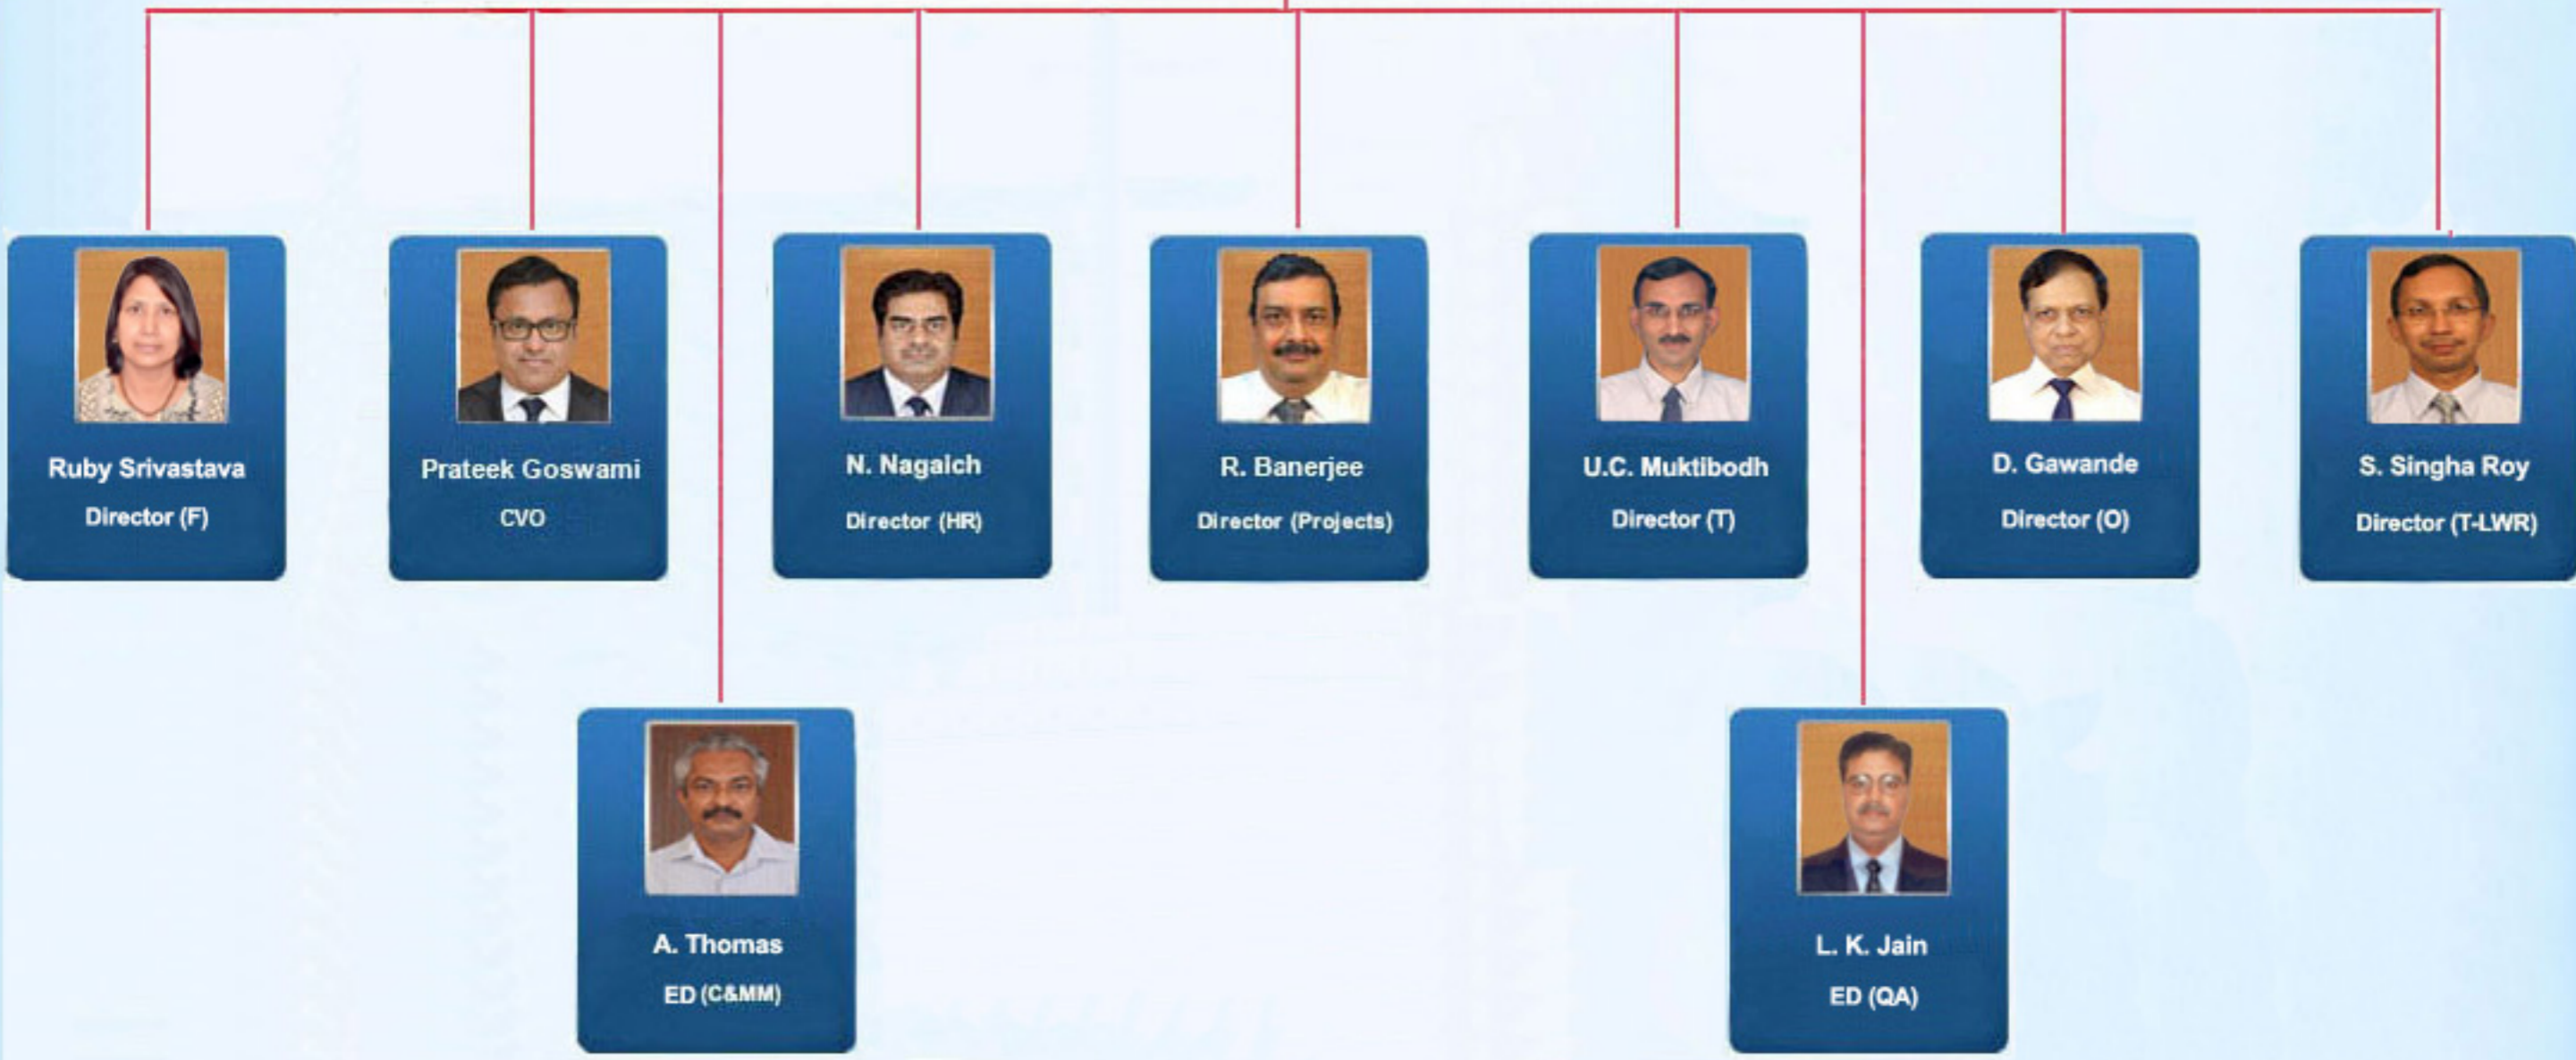 Ruby Srivastava
Director (F)
Prateek Goswami
CVO
N. Nagaich
Director (HR)
R. Banerjee
Director (Projects)
U.C. Muktibodh
Director (T)
D. Gawande
Director (O)
S. Singha Roy
Director (T-LWR)
A. Thomas
ED (C&MM)
L. K. Jain
ED (QA)